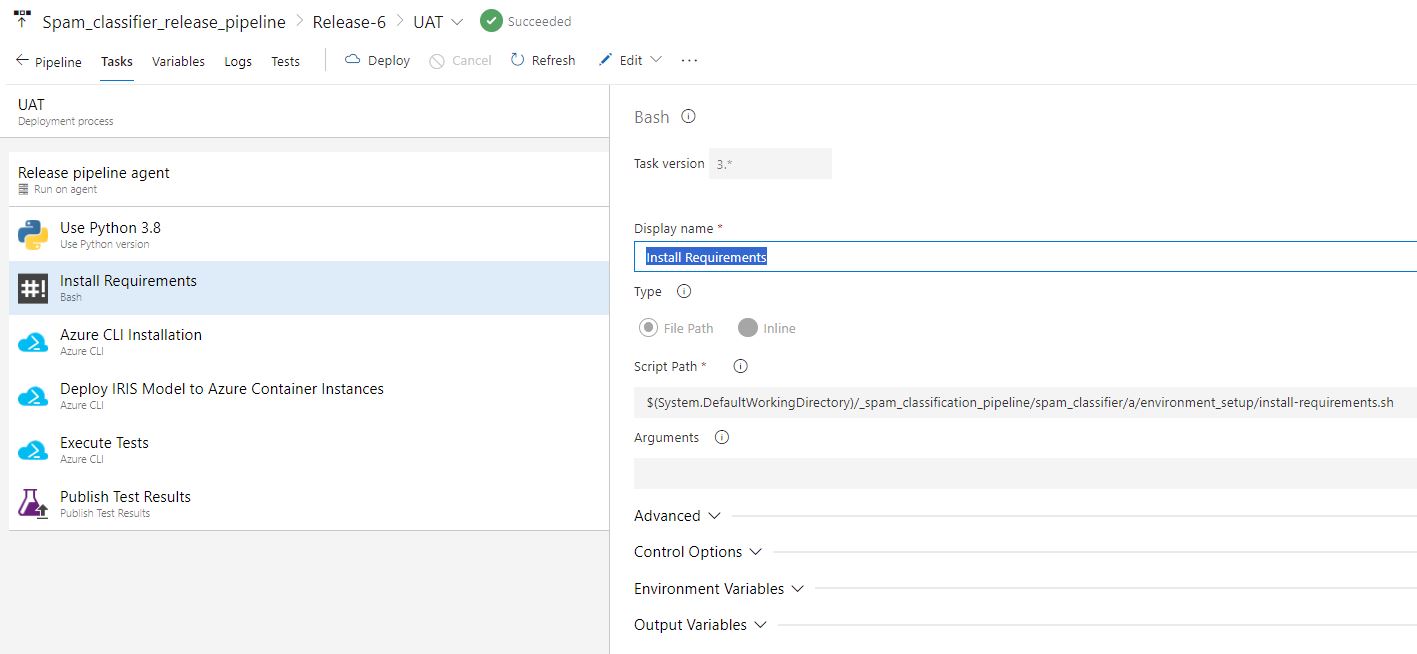 Spam_classifier_release_pipeline > Release-6 > UAT Succeeded
Pipeline Tasks Variables Logs Tests Deploy Cancel Refresh Edit ...
UAT
Deployment process
Release pipeline agent
Run on agent
Use Python 3.8
Use Python version
#!
Install Requirements
Bash
Azure CLI Installation
Azure CLI
Deploy IRIS Model to Azure Container Instances
Azure CLI
Execute Tests
Azure CLI
Publish Test Results
Publish Test Results
Bash
Task version 3.*
Display name *
Install Requirements
Type
File Path Inline
Script Path *
$(System.DefaultWorkingDirectory)/_spam_classification_pipeline/spam_classifier/a/environment_setup/install-requirements.sh
Arguments
Advanced
Control Options
Environment Variables
Output Variables